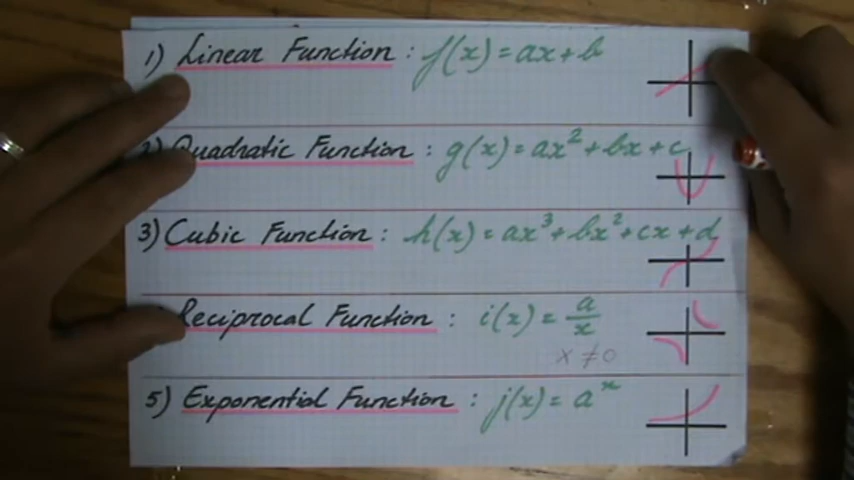 1) Linear Function : f(x) = ax + b
2) Quadratic Function : g(x) = ax² + bx + c
3) Cubic Function : h(x) = ax³ + bx² + cx + d
Reciprocal Function : i(x) = a/x
x ≠ 0
5) Exponential Function : j(x) = aˣ